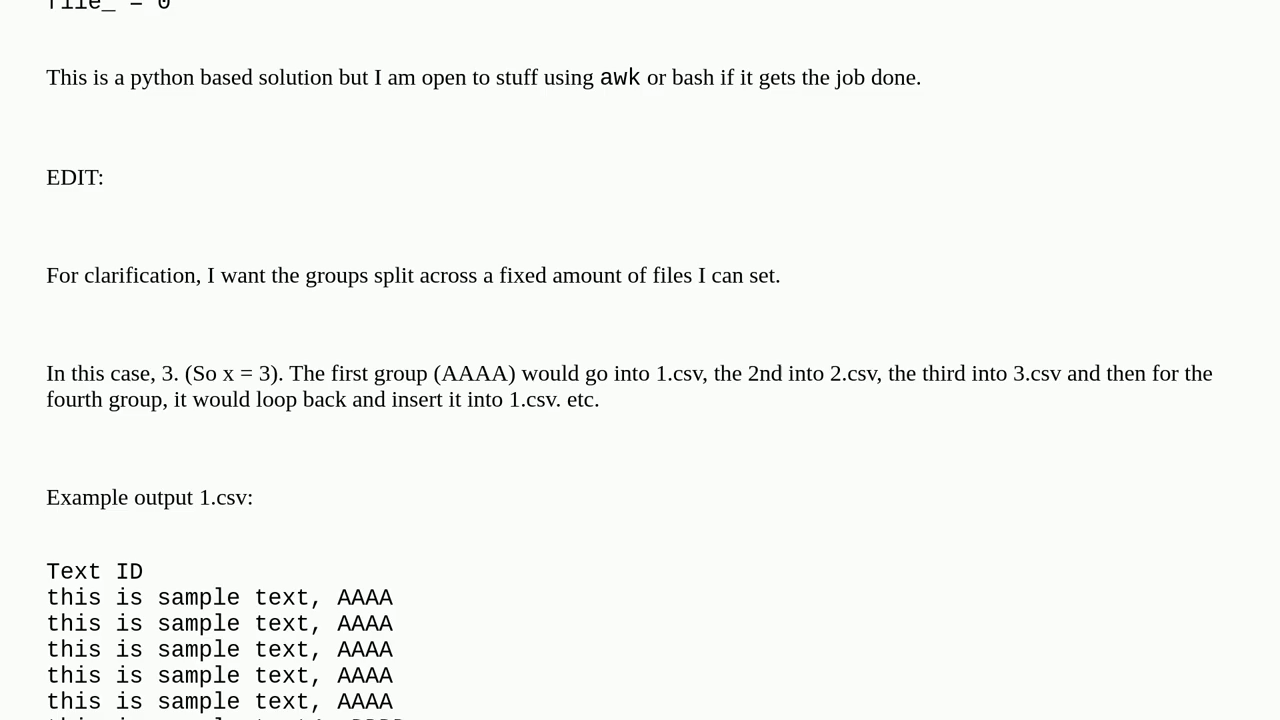 file_ = 0
This is a python based solution but I am open to stuff using awk or bash if it gets the job done.
EDIT:
For clarification, I want the groups split across a fixed amount of files I can set.
In this case, 3. (So x = 3). The first group (AAAA) would go into 1.csv, the 2nd into 2.csv, the third into 3.csv and then for the
fourth group, it would loop back and insert it into 1.csv. etc.
Example output 1.csv:
Text ID
this is sample text, AAAA
this is sample text, AAAA
this is sample text, AAAA
this is sample text, AAAA
this is sample text, AAAA